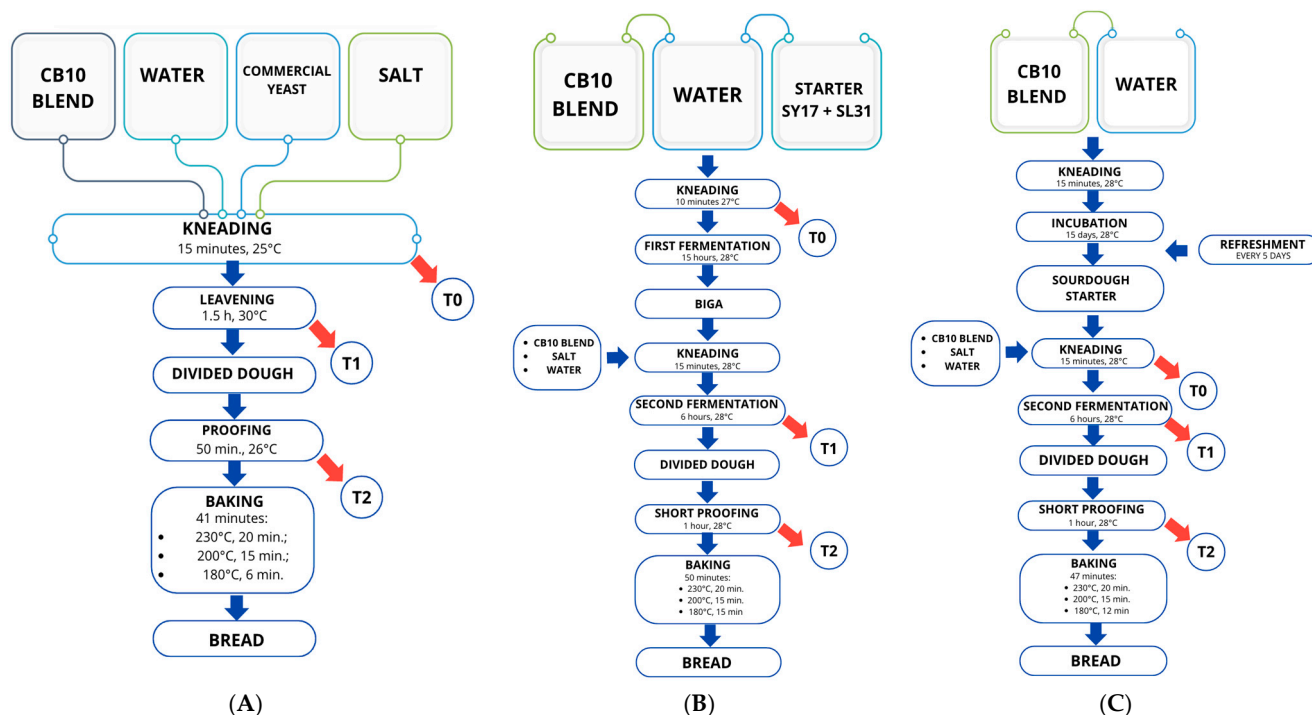 CB10
BLEND
WATER
COMMERCIAL
YEAST
SALT
KNEADING
15 minutes, 25°C
T0
LEAVENING
1.5 h, 30°C
T1
DIVIDED DOUGH
PROOFING
50 min., 26°C
T2
BAKING
41 minutes:
• 230°C, 20 min.;
• 200°C, 15 min.;
• 180°C, 6 min.
BREAD
(A)
CB10
BLEND
WATER
STARTER
SY17 + SL31
KNEADING
10 minutes 27°C
T0
FIRST FERMENTATION
15 hours, 28°C
BIGA
• CB10 BLEND
• SALT
• WATER
KNEADING
15 minutes, 28°C
SECOND FERMENTATION
6 hours, 28°C
T1
DIVIDED DOUGH
SHORT PROOFING
1 hour, 28°C
T2
BAKING
50 minutes:
• 230°C, 20 min.
• 200°C, 15 min.
• 180°C, 15 min
BREAD
(B)
CB10
BLEND
WATER
KNEADING
15 minutes, 28°C
INCUBATION
15 days, 28°C
REFRESHMENT
EVERY 5 DAYS
SOURDOUGH
STARTER
• CB10 BLEND
• SALT
• WATER
KNEADING
15 minutes, 28°C
T0
SECOND FERMENTATION
6 hours, 28°C
T1
DIVIDED DOUGH
SHORT PROOFING
1 hour, 28°C
T2
BAKING
47 minutes:
• 230°C, 20 min.
• 200°C, 15 min.
• 180°C, 12 min
BREAD
(C)